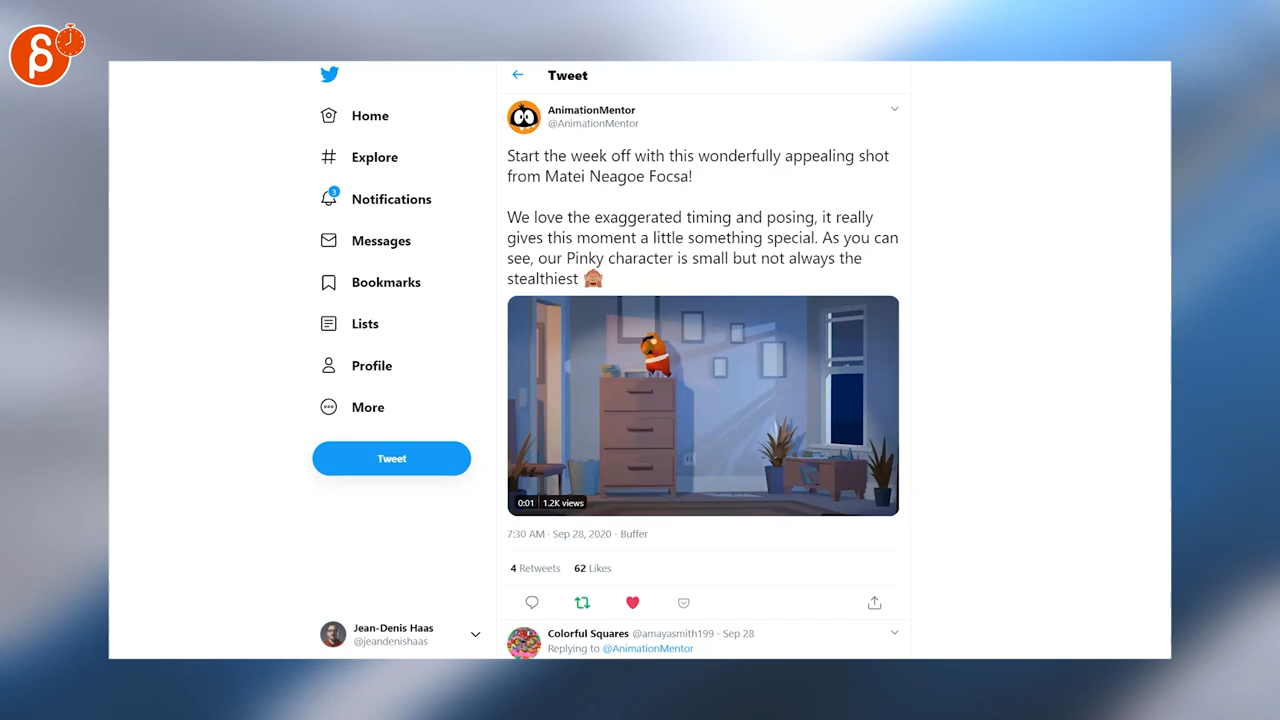 Tweet
AnimationMentor
@AnimationMentor
Start the week off with this wonderfully appealing shot
from Matei Neagoe Focsa!
We love the exaggerated timing and posing, it really
gives this moment a little something special. As you can
see, our Pinky character is small but not always the
stealthiest
0:01 1.2K views
7:30 AM · Sep 28, 2020 · Buffer
4 Retweets 62 Likes
Colorful Squares @amayasmith199 · Sep 28
Replying to @AnimationMentor
Home
Explore
3
Notifications
Messages
Bookmarks
Lists
Profile
More
Tweet
Jean-Denis Haas
@jeandenishaas